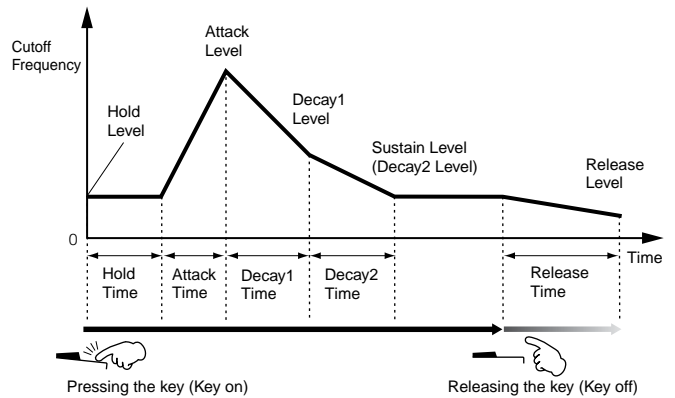 Cutoff
Frequency
Attack
Level
Hold
Level
Decay1
Level
Sustain Level
(Decay2 Level)
Release
Level
0
Time
Hold
Time
Attack
Time
Decay1
Time
Decay2
Time
Release
Time
Pressing the key (Key on)
Releasing the key (Key off)